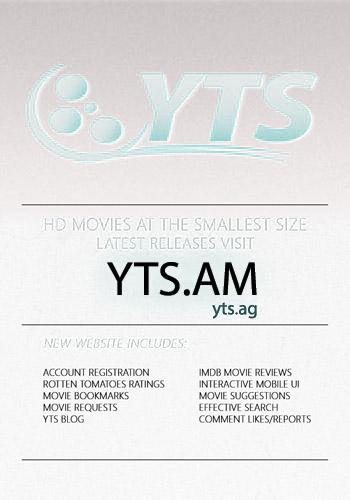 YTS
HD MOVIES AT THE SMALLEST SIZE
LATEST RELEASES VISIT
YTS.AM
yts.ag
NEW WEBSITE INCLUDES:
ACCOUNT REGISTRATION
ROTTEN TOMATOES RATINGS
MOVIE BOOKMARKS
MOVIE REQUESTS
YTS BLOG
IMDB MOVIE REVIEWS
INTERACTIVE MOBILE UI
MOVIE SUGGESTIONS
EFFECTIVE SEARCH
COMMENT LIKES/REPORTS